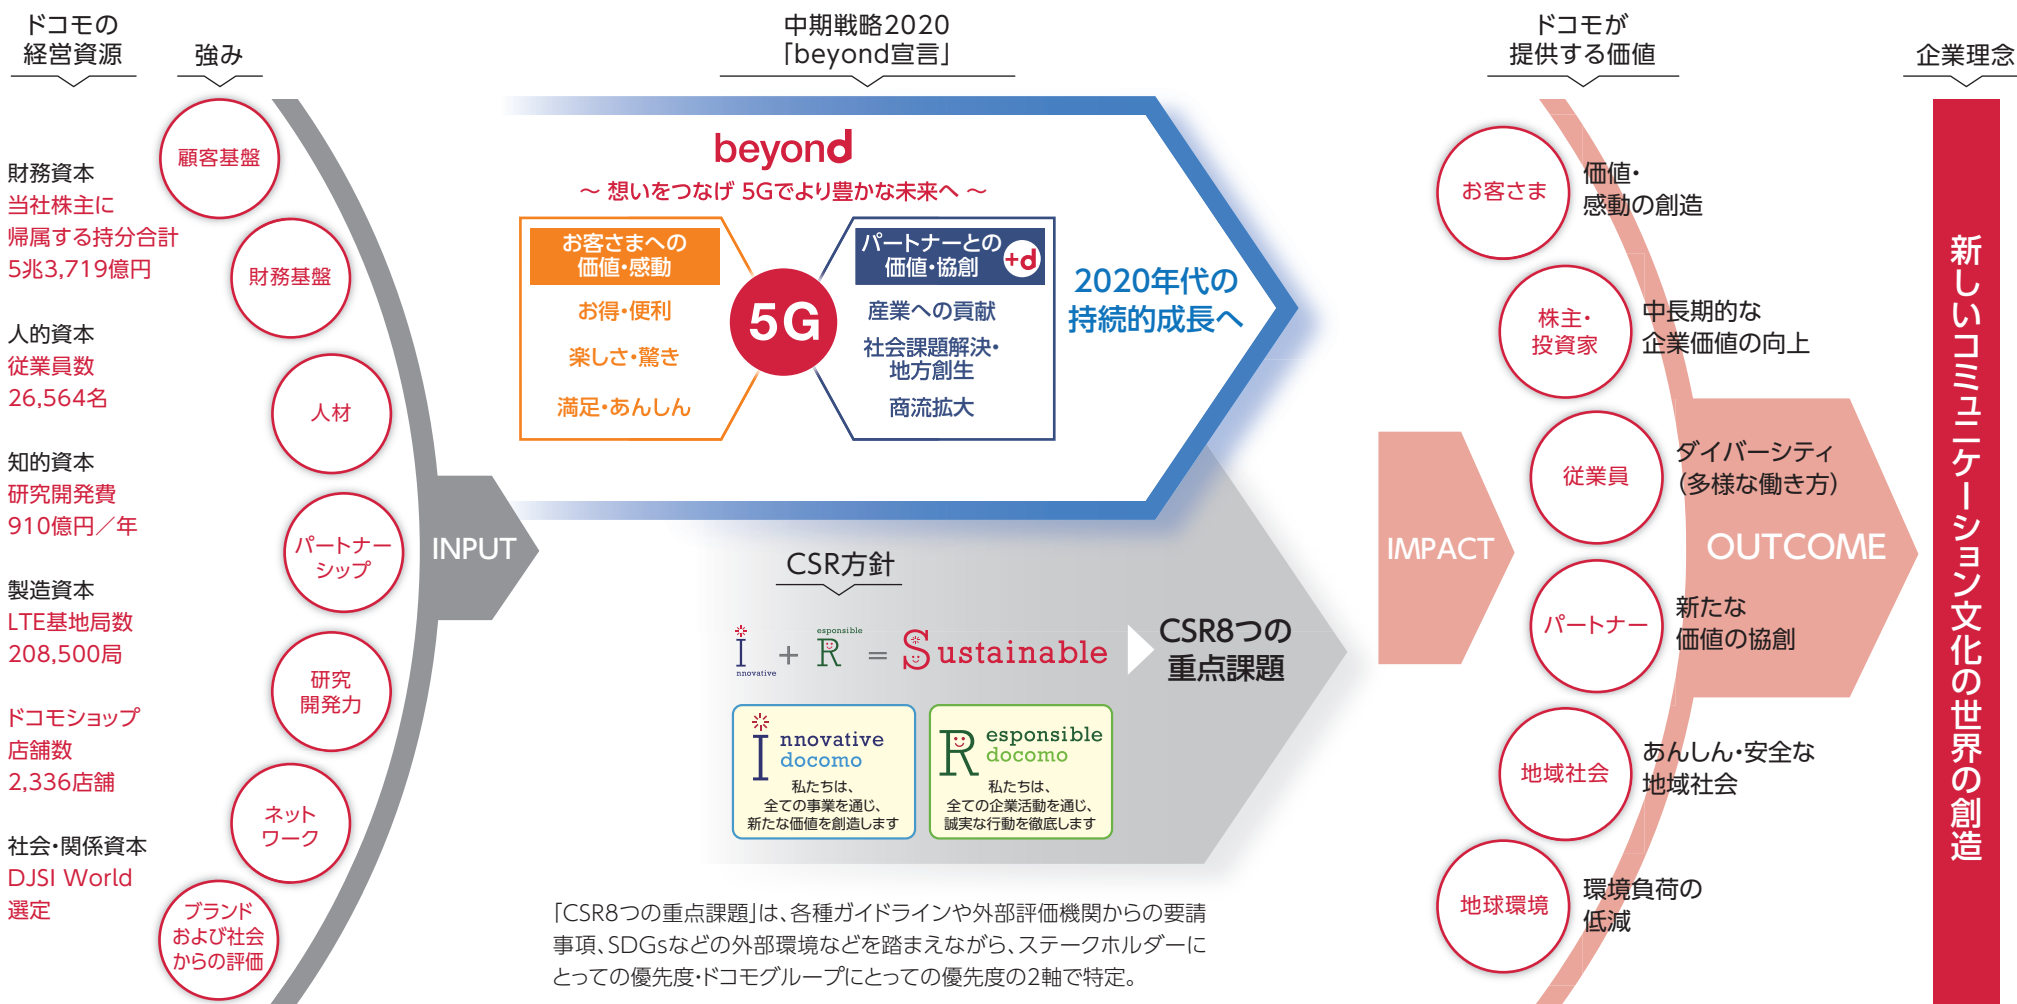 ドコモの
経営資源
強み
財務資本
当社株主に
帰属する持分合計
5兆3,719億円
人的資本
従業員数
26,564名
知的資本
研究開発費
910億円／年
製造資本
LTE基地局数
208,500局
ドコモショップ
店舗数
2,336店舗
社会・関係資本
DJSI World
選定
顧客基盤
財務基盤
人材
パートナー
シップ
研究
開発力
ネット
ワーク
ブランド
および社会
からの評価
INPUT
中期戦略2020
「beyond宣言」
beyond
～ 想いをつなげ 5Gでより豊かな未来へ ～
お客さまへの
価値・感動
お得・便利
楽しさ・驚き
満足・あんしん
5G
パートナーとの
価値・協創
+d
産業への貢献
社会課題解決・
地方創生
商流拡大
2020年代の
持続的成長へ
CSR方針
Innovative + Responsible = Sustainable
CSR8つの
重点課題
Innovative
docomo
私たちは、
全ての事業を通じ、
新たな価値を創造します
Responsible
docomo
私たちは、
全ての企業活動を通じ、
誠実な行動を徹底します
「CSR8つの重点課題」は、各種ガイドラインや外部評価機関からの要請
事項、SDGsなどの外部環境などを踏まえながら、ステークホルダーに
とっての優先度・ドコモグループにとっての優先度の2軸で特定。
IMPACT
ドコモが
提供する価値
お客さま
価値・
感動の創造
株主・
投資家
中長期的な
企業価値の向上
従業員
ダイバーシティ
（多様な働き方）
パートナー
新たな
価値の協創
地域社会
あんしん・安全な
地域社会
地球環境
環境負荷の
低減
OUTCOME
企業理念
新しいコミュニケーション文化の世界の創造